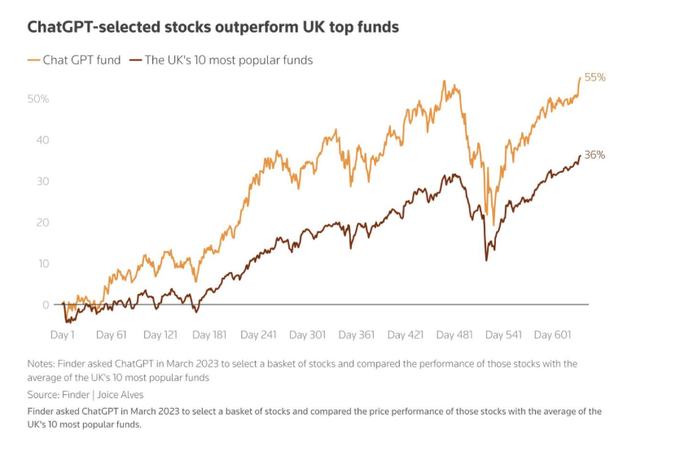 ChatGPT-selected stocks outperform UK top funds
Chat GPT fund The UK's 10 most popular funds
55%
50%
40
36%
30
20
10
0
Day 1 Day 61 Day 121 Day 181 Day 241 Day 301 Day 361 Day 421 Day 481 Day 541 Day 601
Notes: Finder asked ChatGPT in March 2023 to select a basket of stocks and compared the performance of those stocks with the
average of the UK's 10 most popular funds
Source: Finder | Joice Alves
Finder asked ChatGPT in March 2023 to select a basket of stocks and compared the price performance of those stocks with the average of the
UK's 10 most popular funds.